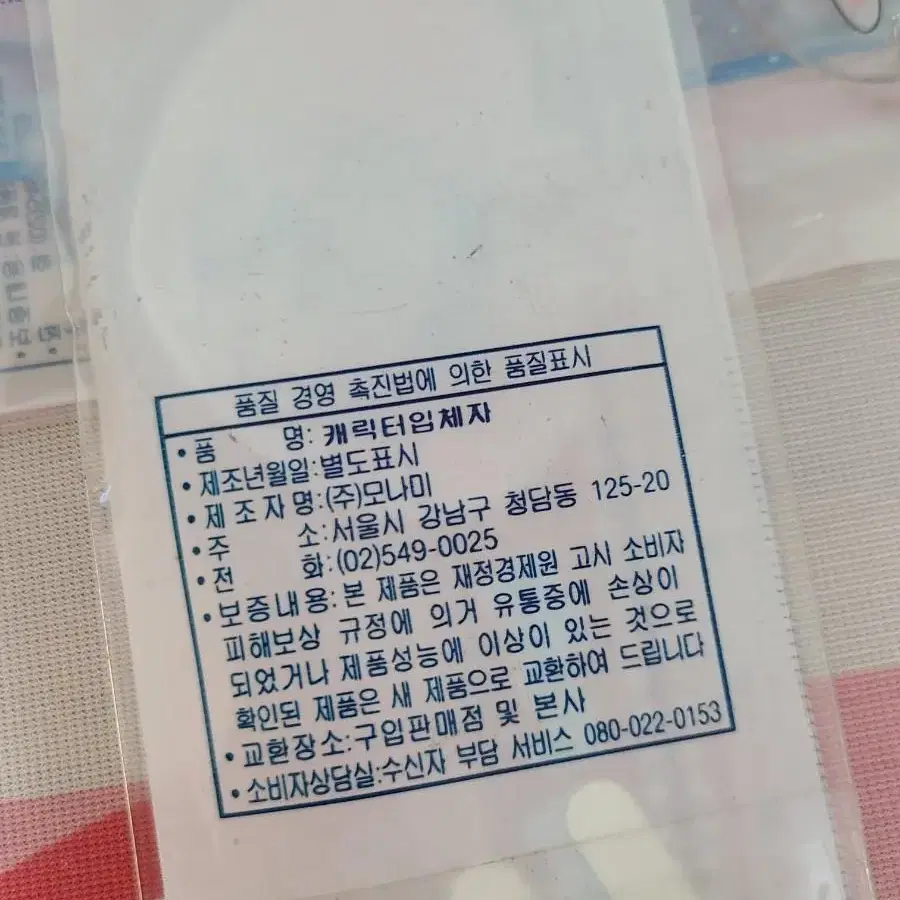 품질 경영 촉진법에 의한 품질표시
• 품 명: 캐릭터입체자
• 제조년월일:별도표시
• 제조자명:(주)모나미
• 주 소:서울시 강남구 청담동 125-20
• 전 화:(02)549-0025
• 보증내용:본 제품은 재정경제원 고시 소비자
피해보상 규정에 의거 유통중에 손상이
되었거나 제품성능에 이상이 있는 것으로
확인된 제품은 새 제품으로 교환하여 드립니다
• 교환장소:구입판매점 및 본사
• 소비자상담실:수신자 부담 서비스 080-022-0153